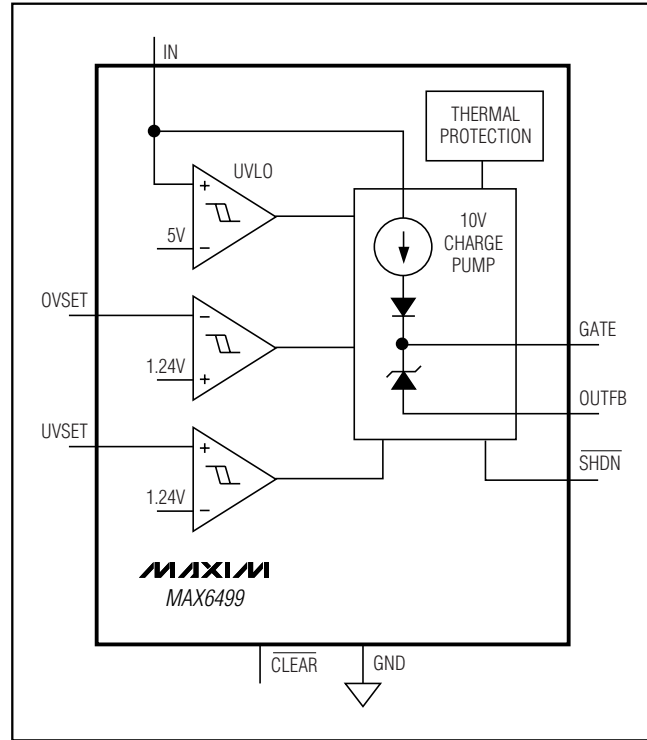 IN
THERMAL
PROTECTION
UVLO
+
5V
−
10V
CHARGE
PUMP
OVSET
−
1.24V
+
GATE
OUTFB
UVSET
+
1.24V
−
SHDN
MAXIM
MAX6499
CLEAR
GND